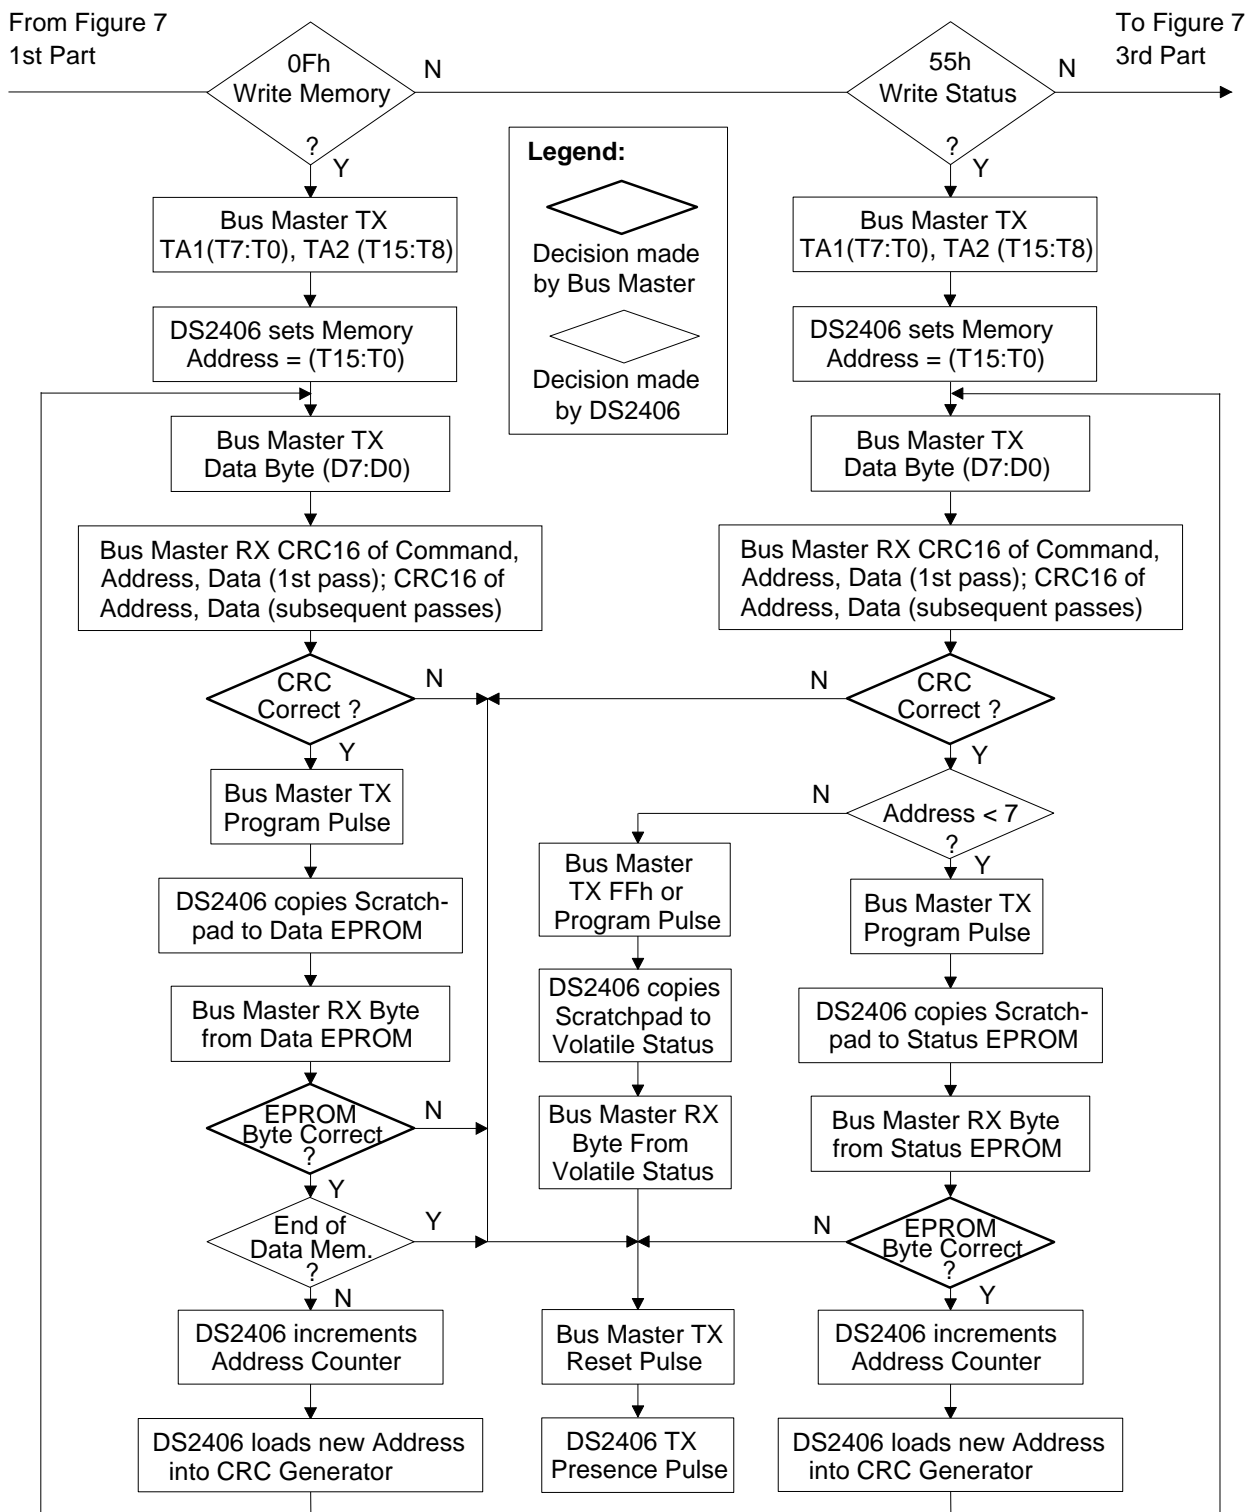 From Figure 7
1st Part
To Figure 7
3rd Part
0Fh
Write Memory
?
N
Y
55h
Write Status
?
N
Y
Legend:
Decision made
by Bus Master
Decision made
by DS2406
Bus Master TX
TA1(T7:T0), TA2 (T15:T8)
DS2406 sets Memory
Address = (T15:T0)
Bus Master TX
Data Byte (D7:D0)
Bus Master RX CRC16 of Command,
Address, Data (1st pass); CRC16 of
Address, Data (subsequent passes)
CRC
Correct ?
N
Y
Bus Master TX
Program Pulse
DS2406 copies Scratch-
pad to Data EPROM
Bus Master RX Byte
from Data EPROM
EPROM
Byte Correct
?
N
Y
End of
Data Mem.
?
Y
N
DS2406 increments
Address Counter
DS2406 loads new Address
into CRC Generator
Bus Master TX
TA1(T7:T0), TA2 (T15:T8)
DS2406 sets Memory
Address = (T15:T0)
Bus Master TX
Data Byte (D7:D0)
Bus Master RX CRC16 of Command,
Address, Data (1st pass); CRC16 of
Address, Data (subsequent passes)
CRC
Correct ?
N
Y
Address < 7
?
N
Y
Bus Master
TX FFh or
Program Pulse
DS2406 copies
Scratchpad to
Volatile Status
Bus Master RX
Byte From
Volatile Status
Bus Master TX
Reset Pulse
DS2406 TX
Presence Pulse
Bus Master TX
Program Pulse
DS2406 copies Scratch-
pad to Status EPROM
Bus Master RX Byte
from Status EPROM
EPROM
Byte Correct
?
N
Y
DS2406 increments
Address Counter
DS2406 loads new Address
into CRC Generator